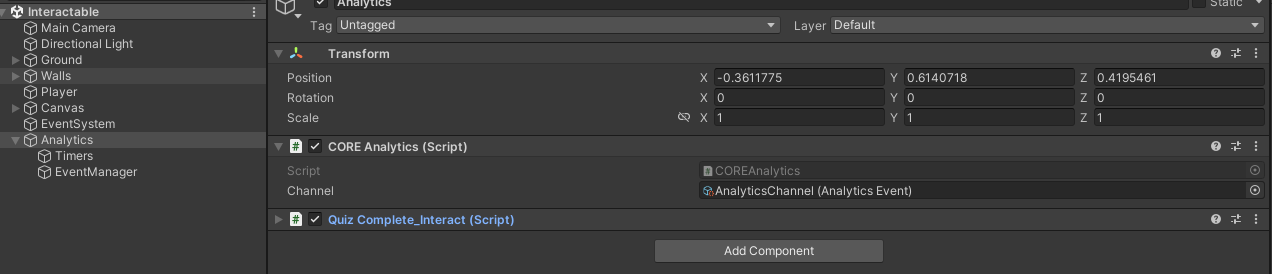 Interactable
Main Camera
Directional Light
Ground
Walls
Player
Canvas
EventSystem
Analytics
Timers
EventManager
Analytics Static
Tag Untagged Layer Default
Transform
Position X -0.3611775 Y 0.6140718 Z 0.4195461
Rotation X 0 Y 0 Z 0
Scale X 1 Y 1 Z 1
# CORE Analytics (Script)
Script # COREAnalytics
Channel AnalyticsChannel (Analytics Event)
# Quiz Complete_Interact (Script)
Add Component